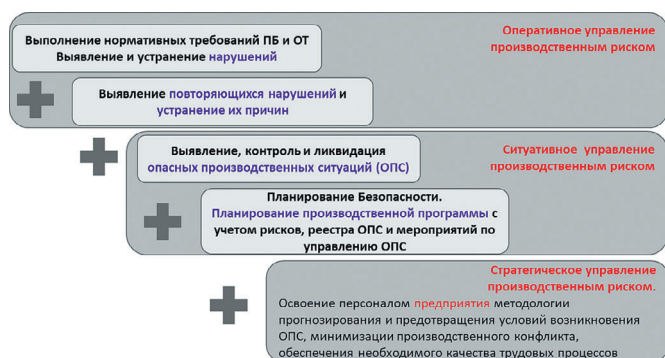 Оперативное управление
производственным риском
Выполнение нормативных требований ПБ и ОТ
Выявление и устранение нарушений
Выявление повторяющихся нарушений и
устранение их причин
Ситуативное управление
производственным риском
Выявление, контроль и ликвидация
опасных производственных ситуаций (ОПС)
Планирование Безопасности.
Планирование производственной программы с
учетом рисков, реестра ОПС и мероприятий по
управлению ОПС
Стратегическое управление
производственным риском.
Освоение персоналом предприятия методологии
прогнозирования и предотвращения условий возникновения
ОПС, минимизации производственного конфликта,
обеспечения необходимого качества трудовых процессов